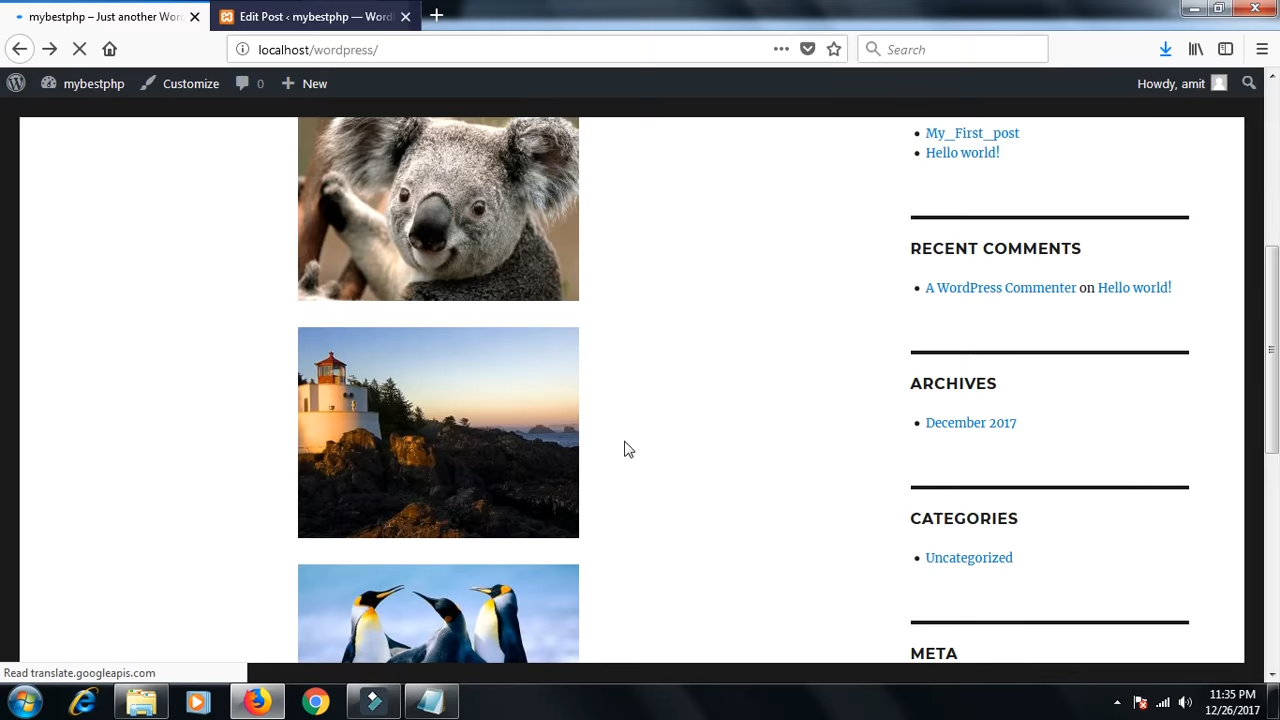 mybestphp – Just another Wor
Edit Post ‹ mybestphp — Word
localhost/wordpress/
Search
mybestphp
Customize
0
New
Howdy, amit
My_First_post
Hello world!
RECENT COMMENTS
A WordPress Commenter on Hello world!
ARCHIVES
December 2017
CATEGORIES
Uncategorized
META
Read translate.googleapis.com
11:35 PM
12/26/2017